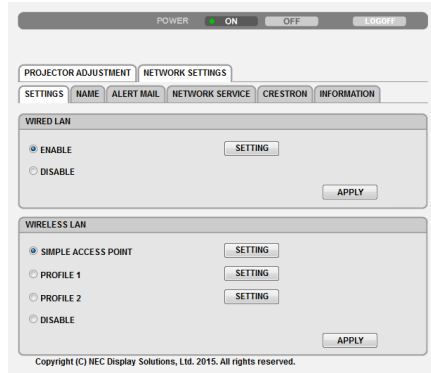 POWER ON OFF LOGOFF
PROJECTOR ADJUSTMENT NETWORK SETTINGS
SETTINGS NAME ALERT MAIL NETWORK SERVICE CRESTRON INFORMATION
WIRED LAN
ENABLE SETTING
DISABLE
APPLY
WIRELESS LAN
SIMPLE ACCESS POINT SETTING
PROFILE 1 SETTING
PROFILE 2 SETTING
DISABLE
APPLY
Copyright (C) NEC Display Solutions, Ltd. 2015. All rights reserved.